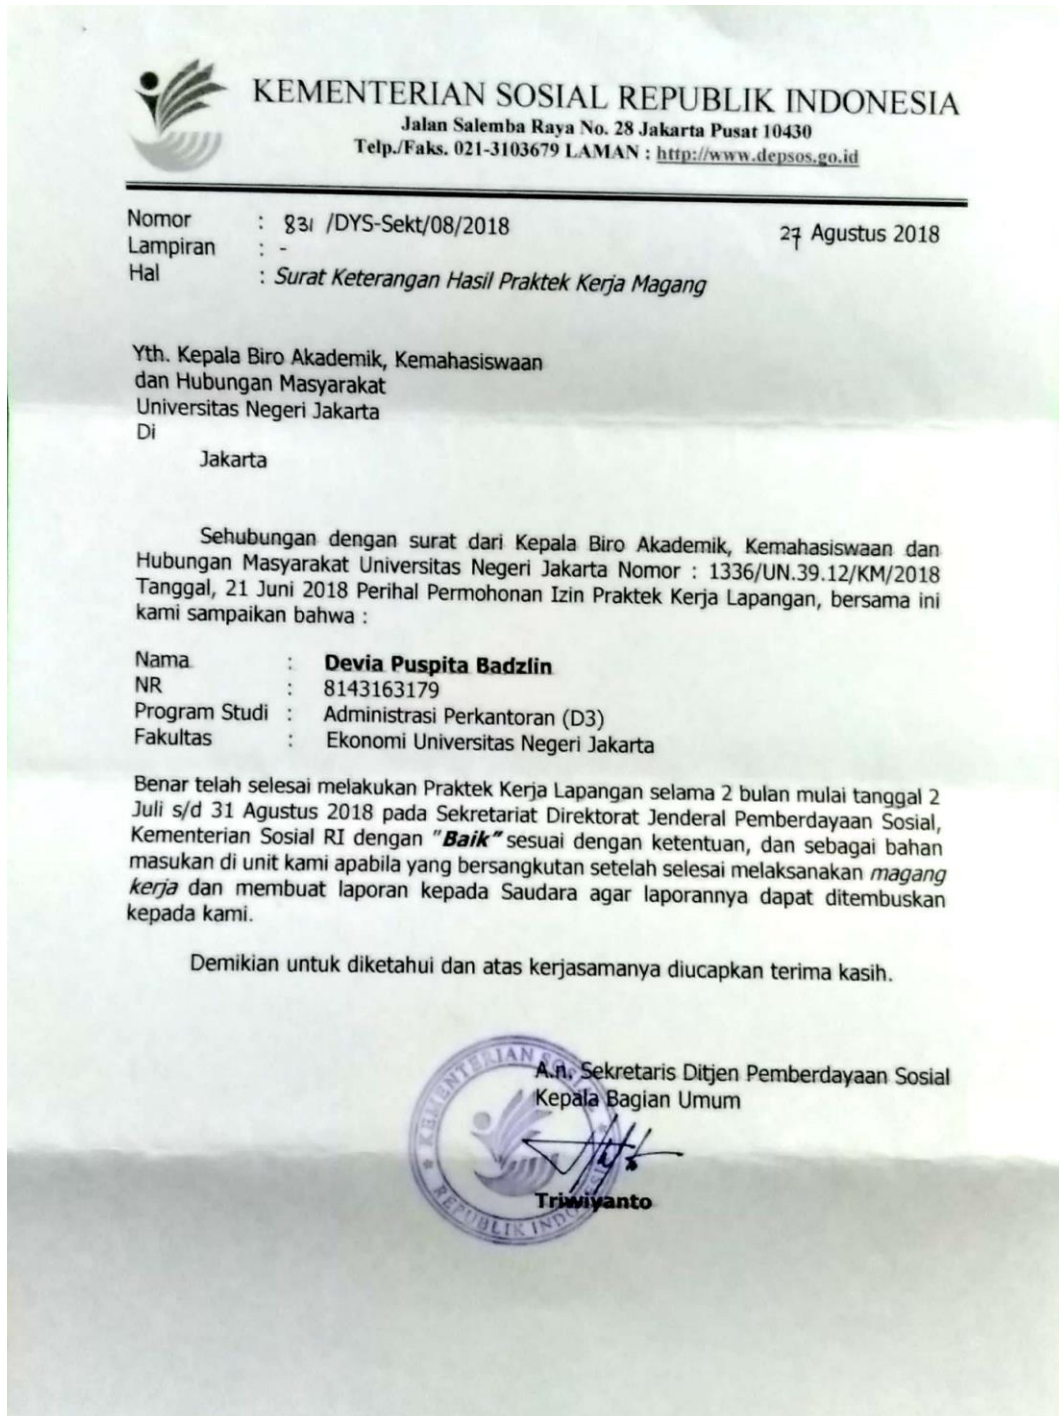 KEMENTERIAN SOSIAL REPUBLIK INDONESIA
Jalan Salemba Raya No. 28 Jakarta Pusat 10430
Telp./Faks. 021-3103679 LAMAN : http://www.depsos.go.id
Nomor : 831 /DYS-Sekt/08/2018 27 Agustus 2018
Lampiran : -
Hal : Surat Keterangan Hasil Praktek Kerja Magang
Yth. Kepala Biro Akademik, Kemahasiswaan
dan Hubungan Masyarakat
Universitas Negeri Jakarta
Di
Jakarta
Sehubungan dengan surat dari Kepala Biro Akademik, Kemahasiswaan dan
Hubungan Masyarakat Universitas Negeri Jakarta Nomor : 1336/UN.39.12/KM/2018
Tanggal, 21 Juni 2018 Perihal Permohonan Izin Praktek Kerja Lapangan, bersama ini
kami sampaikan bahwa :
Nama : Devia Puspita Badzlin
NR : 8143163179
Program Studi : Administrasi Perkantoran (D3)
Fakultas : Ekonomi Universitas Negeri Jakarta
Benar telah selesai melakukan Praktek Kerja Lapangan selama 2 bulan mulai tanggal 2
Juli s/d 31 Agustus 2018 pada Sekretariat Direktorat Jenderal Pemberdayaan Sosial,
Kementerian Sosial RI dengan "Baik" sesuai dengan ketentuan, dan sebagai bahan
masukan di unit kami apabila yang bersangkutan setelah selesai melaksanakan magang
kerja dan membuat laporan kepada Saudara agar laporannya dapat ditembuskan
kepada kami.
Demikian untuk diketahui dan atas kerjasamanya diucapkan terima kasih.
A.n. Sekretaris Ditjen Pemberdayaan Sosial
Kepala Bagian Umum
Triwiyanto
KEMENTERIAN SOSIAL
REPUBLIK INDONESIA